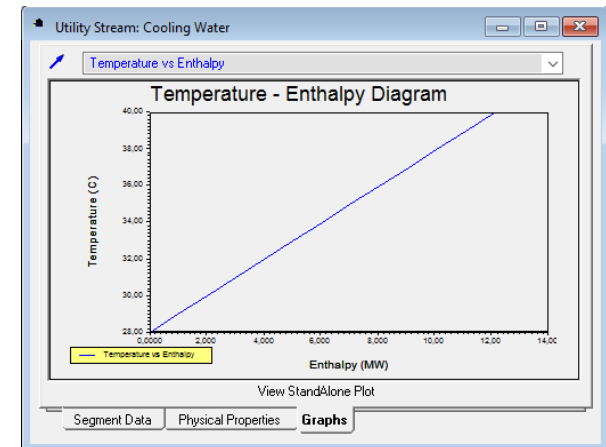 Utility Stream: Cooling Water
Temperature vs Enthalpy
Temperature - Enthalpy Diagram
40,00
38,00
36,00
34,00
32,00
30,00
28,00
Temperature (C)
0,0000 2,000 4,000 6,000 8,000 10,00 12,00 14,00
Temperature vs Enthalpy
Enthalpy (MW)
View StandAlone Plot
Segment Data Physical Properties Graphs